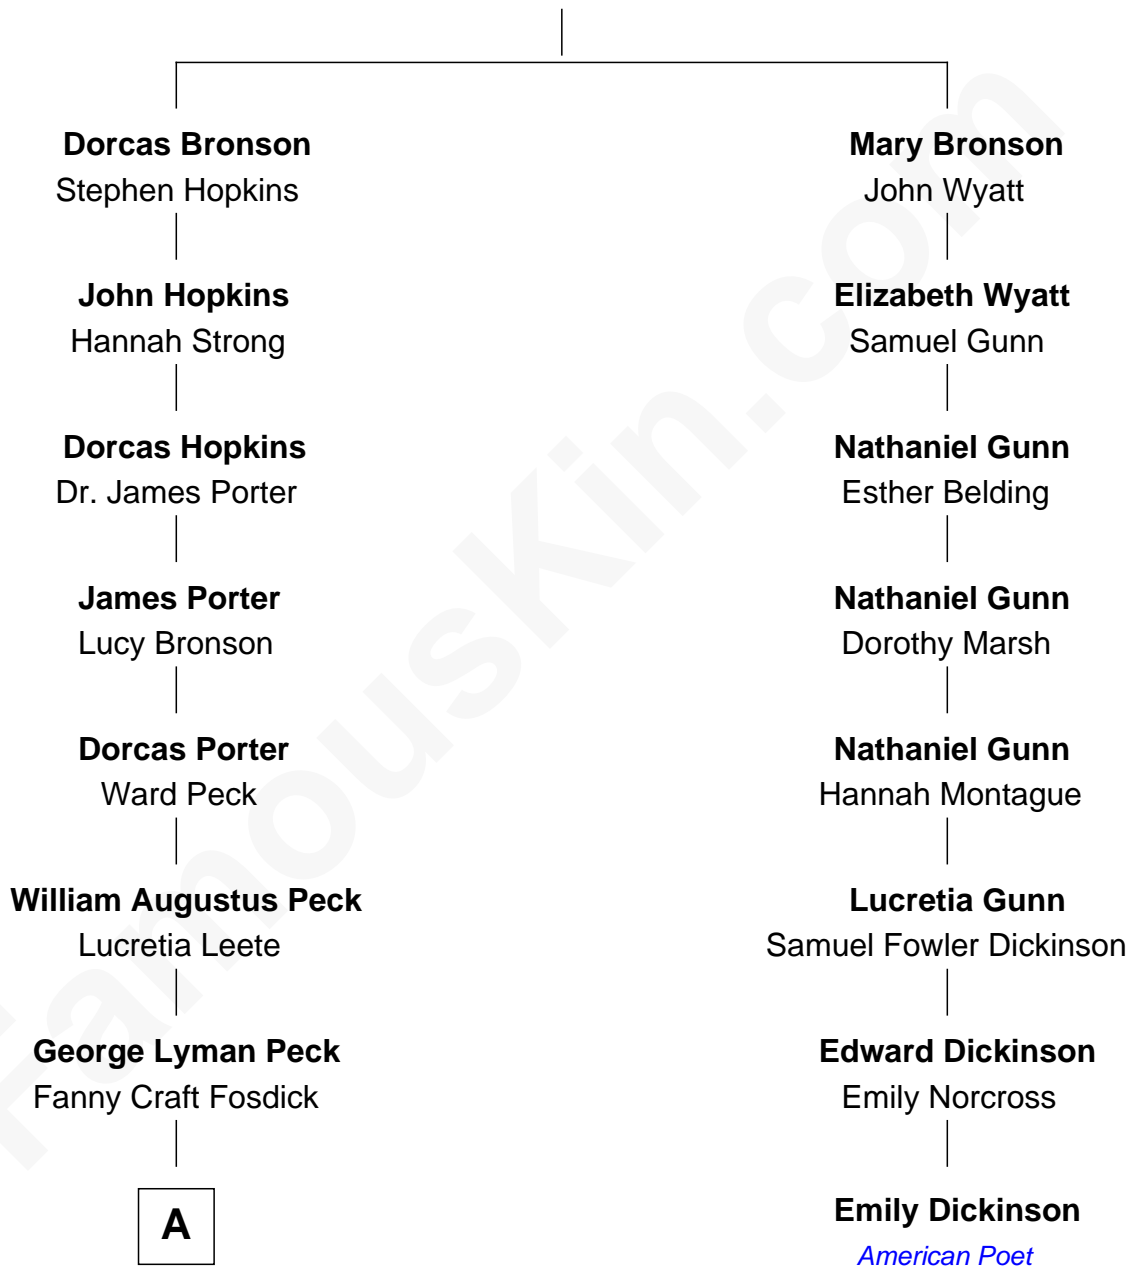 Dorcas Bronson
Stephen Hopkins
John Hopkins
Hannah Strong
Dorcas Hopkins
Dr. James Porter
James Porter
Lucy Bronson
Dorcas Porter
Ward Peck
William Augustus Peck
Lucretia Leete
George Lyman Peck
Fanny Craft Fosdick
A
Mary Bronson
John Wyatt
Elizabeth Wyatt
Samuel Gunn
Nathaniel Gunn
Esther Belding
Nathaniel Gunn
Dorothy Marsh
Nathaniel Gunn
Hannah Montague
Lucretia Gunn
Samuel Fowler Dickinson
Edward Dickinson
Emily Norcross
Emily Dickinson
American Poet
FamousKin.com